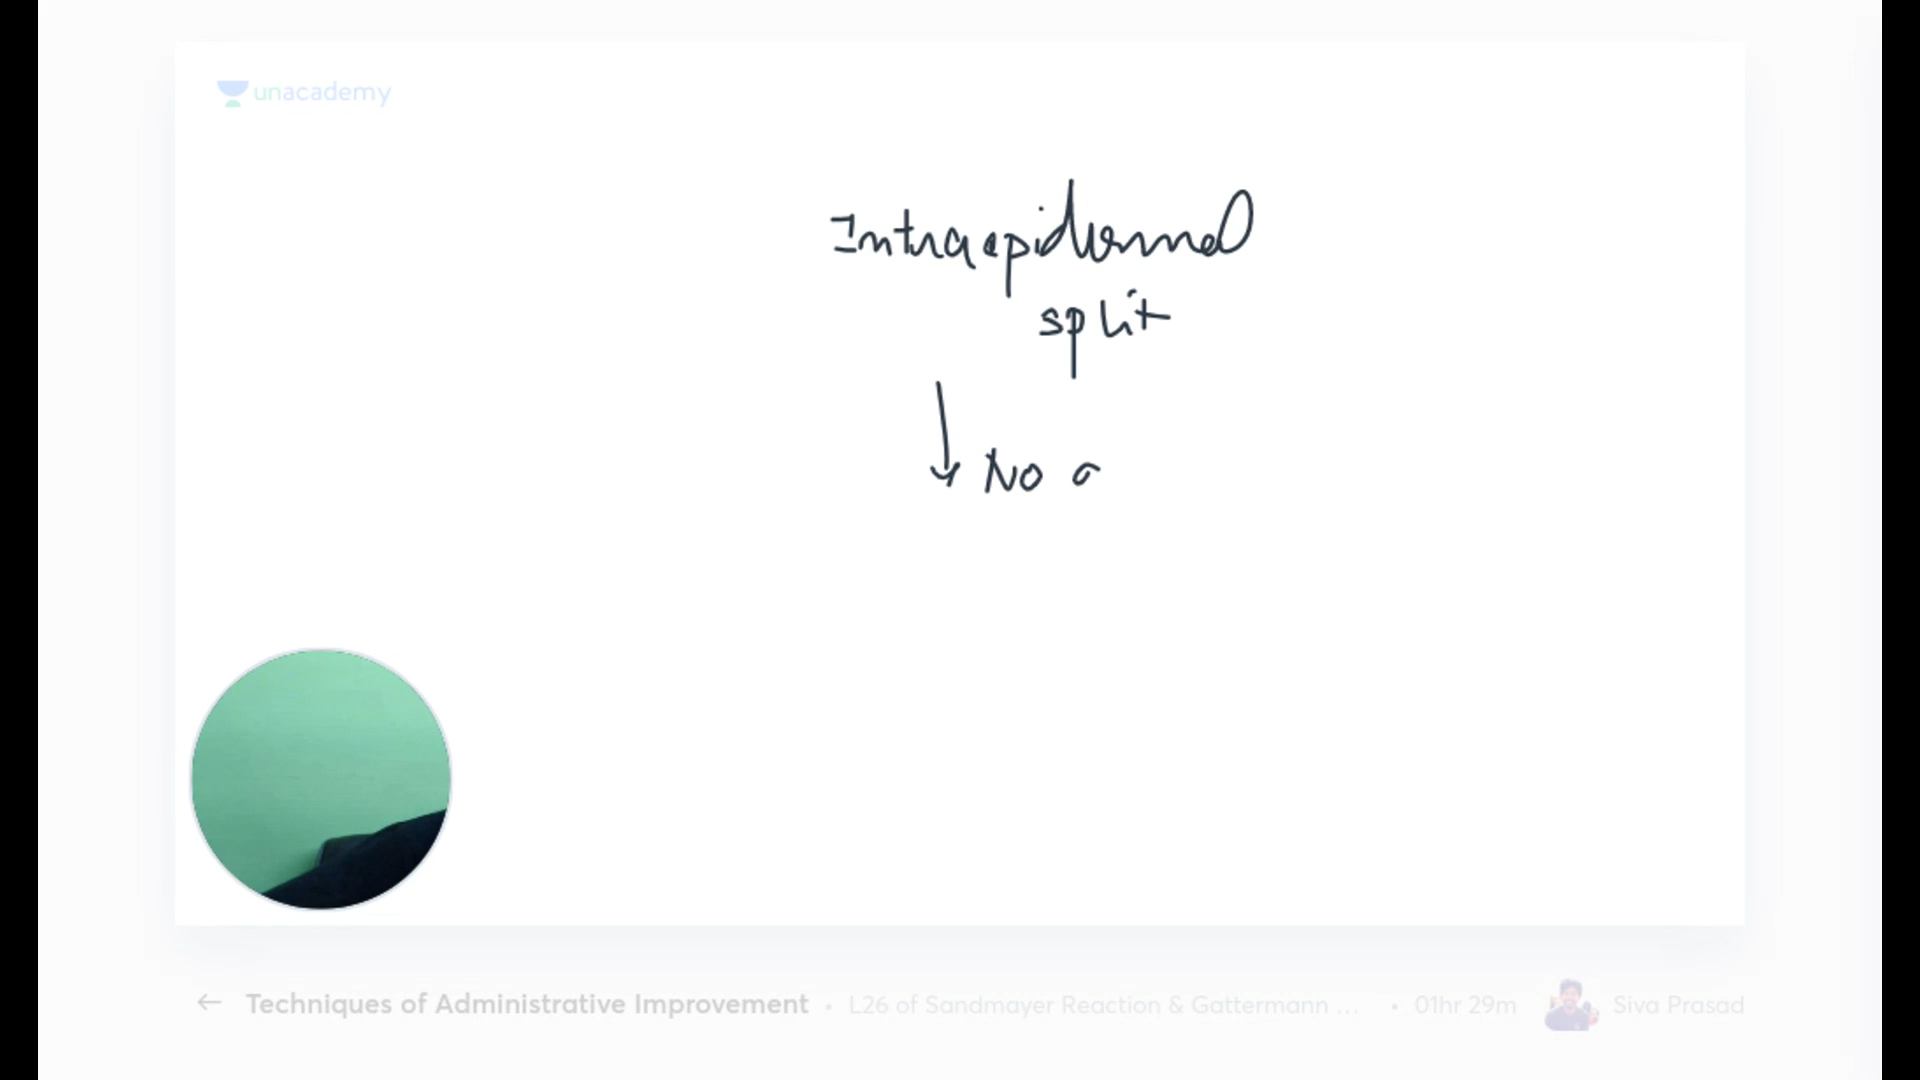 unacademy
Intraepidermal
split
↓ No a
← Techniques of Administrative Improvement • L26 of Sandmayer Reaction & Gattermann ... • 01hr 29m Siva Prasad